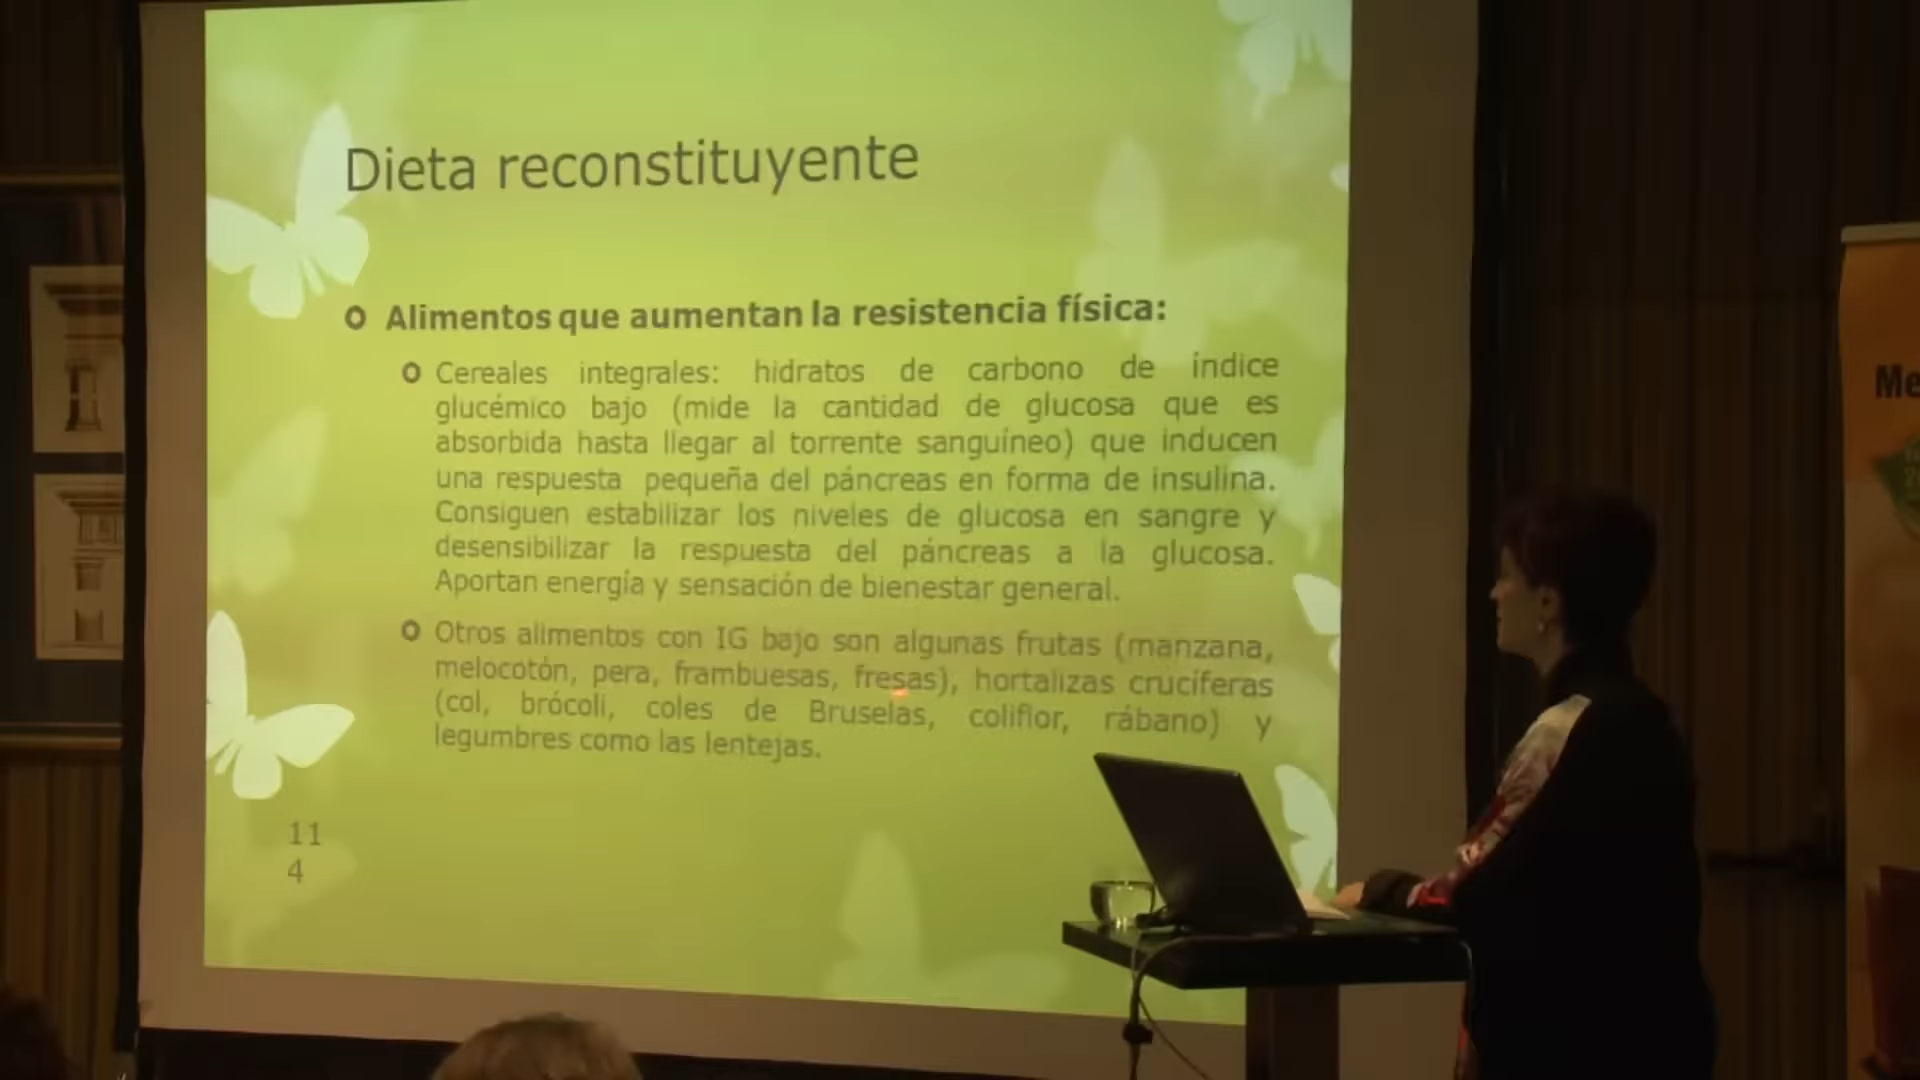 Dieta reconstituyente
Alimentos que aumentan la resistencia física:
Cereales integrales: hidratos de carbono de índice
glucémico bajo (mide la cantidad de glucosa que es
absorbida hasta llegar al torrente sanguíneo) que inducen
una respuesta pequeña del páncreas en forma de insulina.
Consiguen estabilizar los niveles de glucosa en sangre y
desensibilizar la respuesta del páncreas a la glucosa.
Aportan energía y sensación de bienestar general.
Otros alimentos con IG bajo son algunas frutas (manzana,
melocotón, pera, frambuesas, fresas), hortalizas crucíferas
(col, brócoli, coles de Bruselas, coliflor, rábano) y
legumbres como las lentejas.
11
4
Me